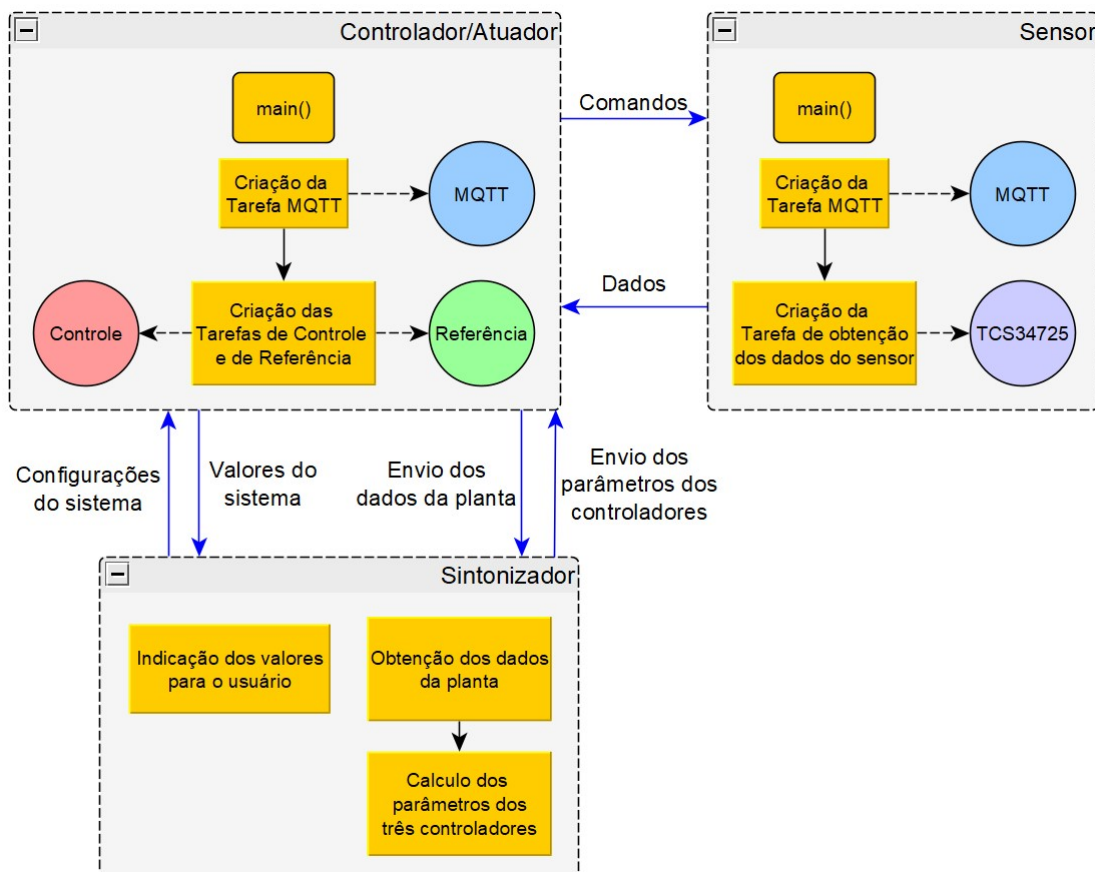 Controlador/Atuador
main()
Criação da
Tarefa MQTT
MQTT
Controle
Criação das
Tarefas de Controle
e de Referência
Referência
Comandos
Dados
Sensor
main()
Criação da
Tarefa MQTT
MQTT
Criação da
Tarefa de obtenção
dos dados do sensor
TCS34725
Configurações
do sistema
Valores do
sistema
Envio dos
dados da planta
Envio dos
parâmetros dos
controladores
Sintonizador
Indicação dos valores
para o usuário
Obtenção dos dados
da planta
Calculo dos
parâmetros dos
três controladores